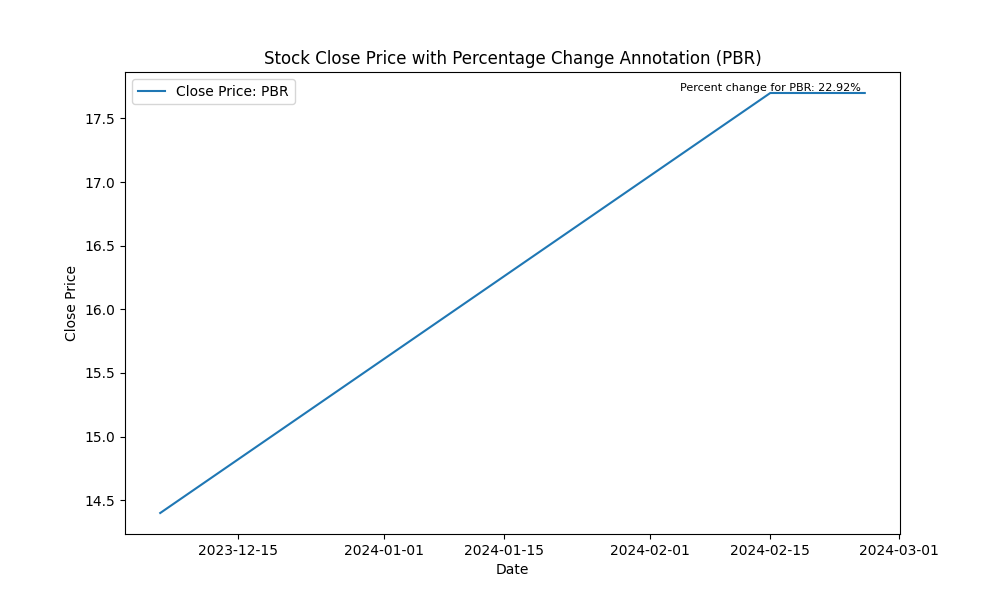 Stock Close Price with Percentage Change Annotation (PBR)
Close Price: PBR
Percent change for PBR: 22.92%
17.5
17.0
16.5
16.0
15.5
15.0
14.5
Close Price
2023-12-15
2024-01-01
2024-01-15
2024-02-01
2024-02-15
2024-03-01
Date